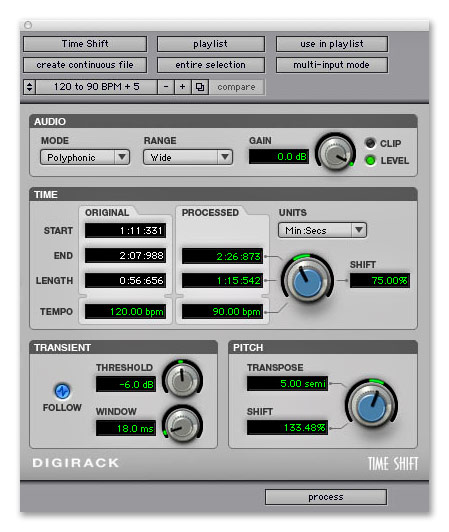 Time Shift playlist use in playlist
create continuous file entire selection multi-input mode
120 to 90 BPM + 5 - + compare
AUDIO
MODE RANGE GAIN CLIP
Polyphonic Wide 0.0 dB LEVEL
TIME
ORIGINAL PROCESSED UNITS
START 1:11:331 Min:Secs
END 2:07:988 2:26:873
LENGTH 0:56:656 1:15:542 SHIFT
75.00%
TEMPO 120.00 bpm 90.00 bpm
TRANSIENT PITCH
THRESHOLD TRANSPOSE
-6.0 dB 5.00 semi
FOLLOW WINDOW SHIFT
18.0 ms 133.48%
DIGIRACK TIME SHIFT
process